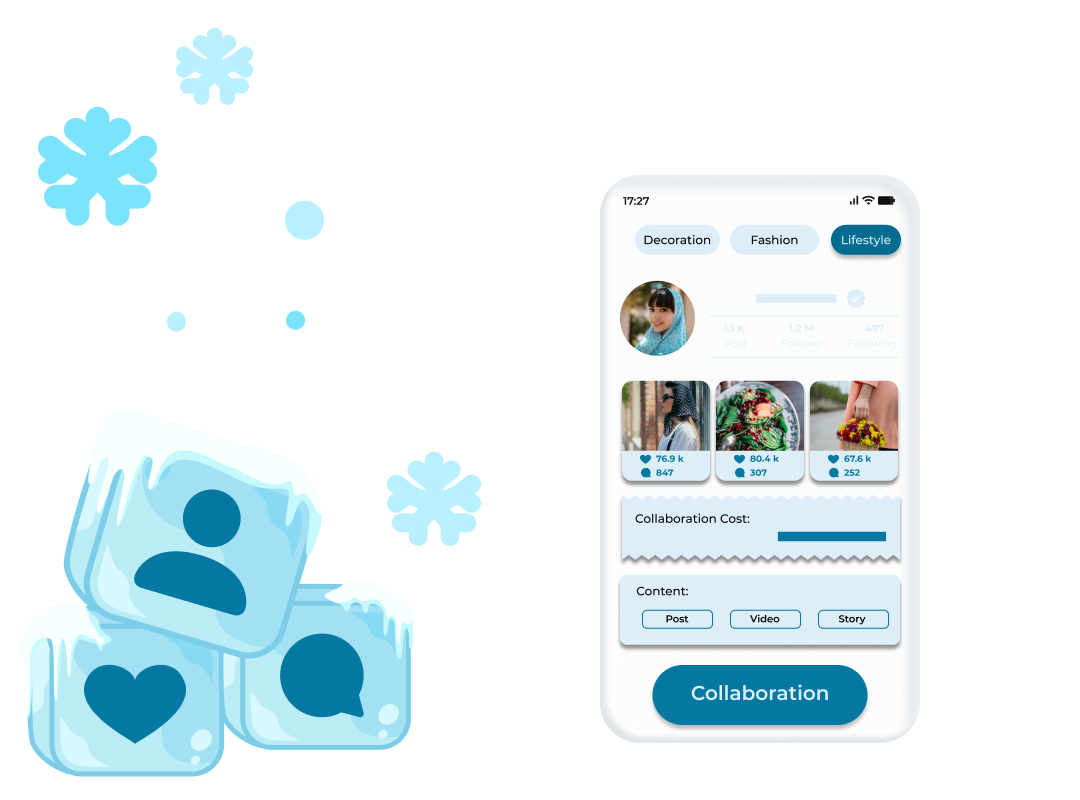 17:27
Decoration Fashion Lifestyle
1.1 K 1.2 M 497
Post Follower Following
76.9 k 80.4 k 67.6 k
847 307 252
Collaboration Cost:
Content:
Post Video Story
Collaboration